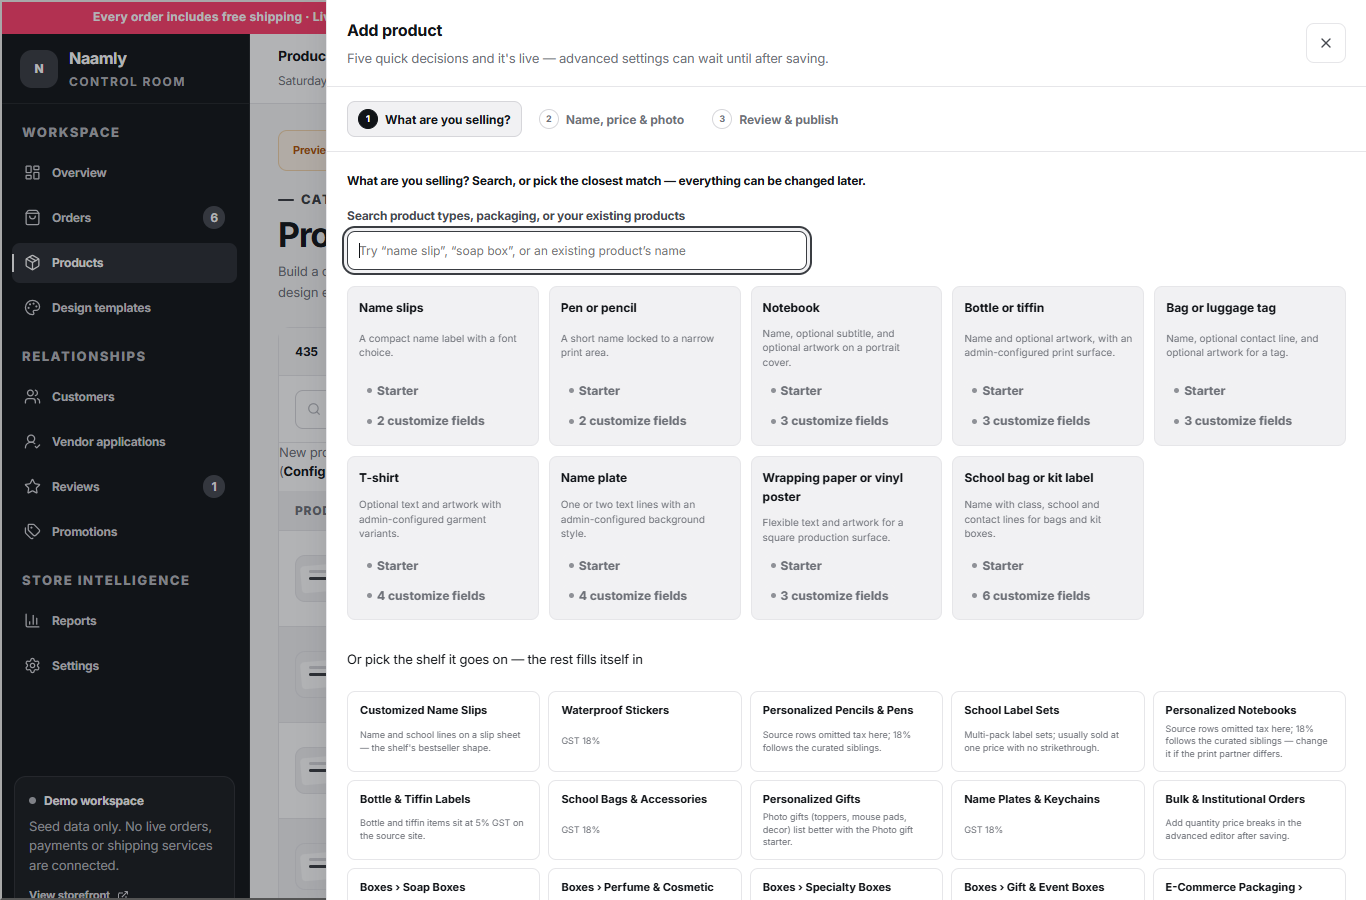 Every order includes free shipping · Liv
N
Naamly
CONTROL ROOM
WORKSPACE
Overview
Orders
6
Products
Design templates
RELATIONSHIPS
Customers
Vendor applications
Reviews
1
Promotions
STORE INTELLIGENCE
Reports
Settings
Demo workspace
Seed data only. No live orders,
payments or shipping services
are connected.
View storefront
Produc
Saturday
Previe
— CAT
Pro
Build a c
design e
435
New pro
(Config
PROD
Add product
Five quick decisions and it's live — advanced settings can wait until after saving.
1 What are you selling?
2 Name, price & photo
3 Review & publish
What are you selling? Search, or pick the closest match — everything can be changed later.
Search product types, packaging, or your existing products
Try “name slip”, “soap box”, or an existing product’s name
Name slips
A compact name label with a font
choice.
• Starter
• 2 customize fields
Pen or pencil
A short name locked to a narrow
print area.
• Starter
• 2 customize fields
Notebook
Name, optional subtitle, and
optional artwork on a portrait
cover.
• Starter
• 3 customize fields
Bottle or tiffin
Name and optional artwork, with an
admin-configured print surface.
• Starter
• 3 customize fields
Bag or luggage tag
Name, optional contact line, and
optional artwork for a tag.
• Starter
• 3 customize fields
T-shirt
Optional text and artwork with
admin-configured garment
variants.
• Starter
• 4 customize fields
Name plate
One or two text lines with an
admin-configured background
style.
• Starter
• 4 customize fields
Wrapping paper or vinyl
poster
Flexible text and artwork for a
square production surface.
• Starter
• 3 customize fields
School bag or kit label
Name with class, school and
contact lines for bags and kit
boxes.
• Starter
• 6 customize fields
Or pick the shelf it goes on — the rest fills itself in
Customized Name Slips
Name and school lines on a slip sheet
— the shelf's bestseller shape.
Waterproof Stickers
GST 18%
Personalized Pencils & Pens
Source rows omitted tax here; 18%
follows the curated siblings.
School Label Sets
Multi-pack label sets; usually sold at
one price with no strikethrough.
Personalized Notebooks
Source rows omitted tax here; 18%
follows the curated siblings — change
it if the print partner differs.
Bottle & Tiffin Labels
Bottle and tiffin items sit at 5% GST on
the source site.
School Bags & Accessories
GST 18%
Personalized Gifts
Photo gifts (toppers, mouse pads,
decor) list better with the Photo gift
starter.
Name Plates & Keychains
GST 18%
Bulk & Institutional Orders
Add quantity price breaks in the
advanced editor after saving.
Boxes › Soap Boxes
Boxes › Perfume & Cosmetic
Boxes › Specialty Boxes
Boxes › Gift & Event Boxes
E-Commerce Packaging ›